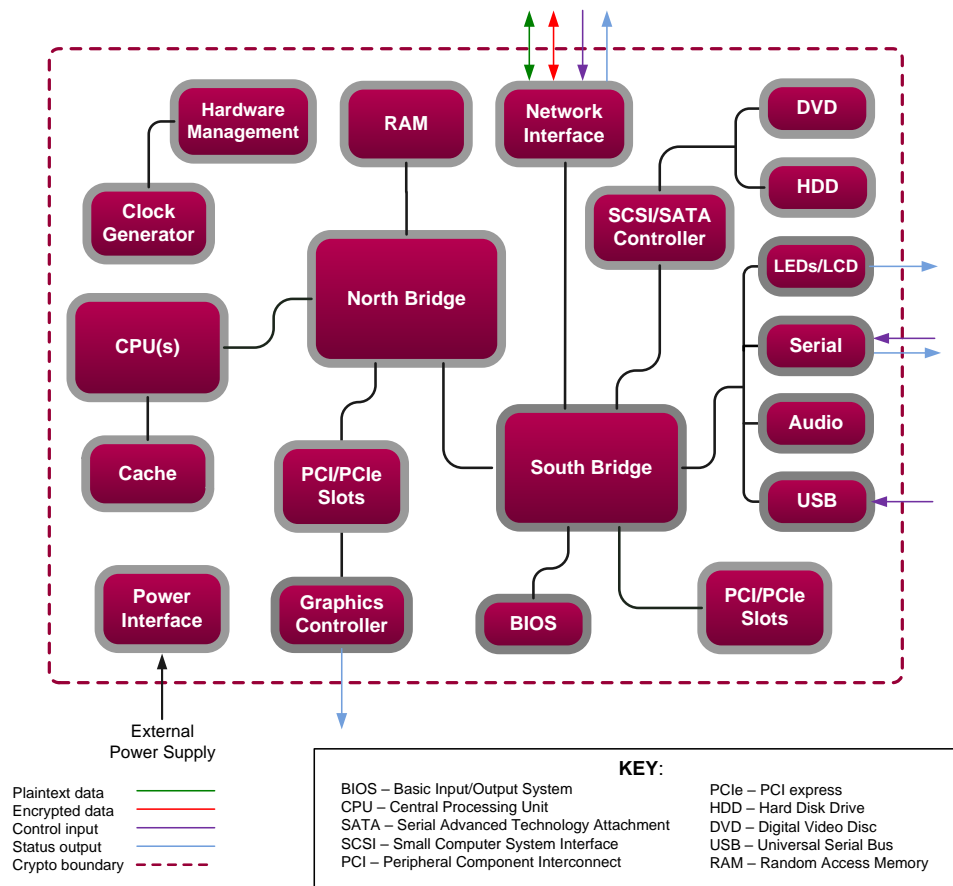 Hardware
Management
RAM
Network
Interface
DVD
HDD
Clock
Generator
SCSI/SATA
Controller
LEDs/LCD
North Bridge
CPU(s)
Serial
Audio
Cache
PCI/PCIe
Slots
South Bridge
USB
Power
Interface
Graphics
Controller
BIOS
PCI/PCIe
Slots
External
Power Supply
Plaintext data
Encrypted data
Control input
Status output
Crypto boundary
KEY:
BIOS – Basic Input/Output System
CPU – Central Processing Unit
SATA – Serial Advanced Technology Attachment
SCSI – Small Computer System Interface
PCI – Peripheral Component Interconnect
PCIe – PCI express
HDD – Hard Disk Drive
DVD – Digital Video Disc
USB – Universal Serial Bus
RAM – Random Access Memory